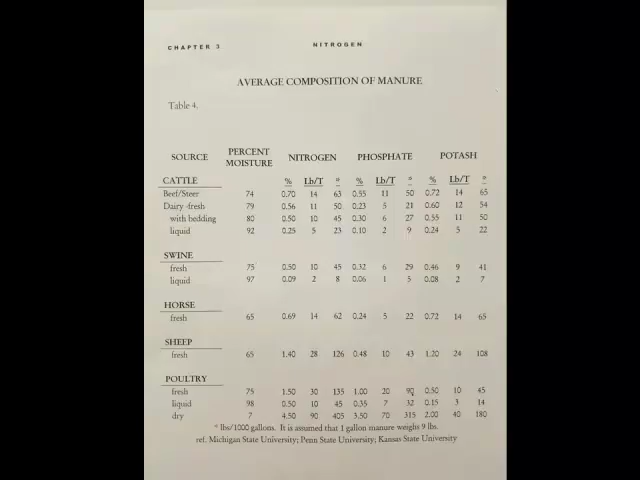 CHAPTER 3 NITROGEN
AVERAGE COMPOSITION OF MANURE
Table 4.
SOURCE PERCENT MOISTURE NITROGEN PHOSPHATE POTASH
CATTLE % Lb/T * % Lb/T * % Lb/T *
Beef/Steer 74 0.70 14 63 0.55 11 50 0.72 14 65
Dairy -fresh 79 0.56 11 50 0.23 5 21 0.60 12 54
with bedding 80 0.50 10 45 0.30 6 27 0.55 11 50
liquid 92 0.25 5 23 0.10 2 9 0.24 5 22
SWINE
fresh 75 0.50 10 45 0.32 6 29 0.46 9 41
liquid 97 0.09 2 8 0.06 1 5 0.08 2 7
HORSE
fresh 65 0.69 14 62 0.24 5 22 0.72 14 65
SHEEP
fresh 65 1.40 28 126 0.48 10 43 1.20 24 108
POULTRY
fresh 75 1.50 30 135 1.00 20 90 0.50 10 45
liquid 98 0.50 10 45 0.35 7 32 0.15 3 14
dry 7 4.50 90 405 3.50 70 315 2.00 40 180
* lbs/1000 gallons. It is assumed that 1 gallon manure weighs 9 lbs.
ref. Michigan State University; Penn State University; Kansas State University